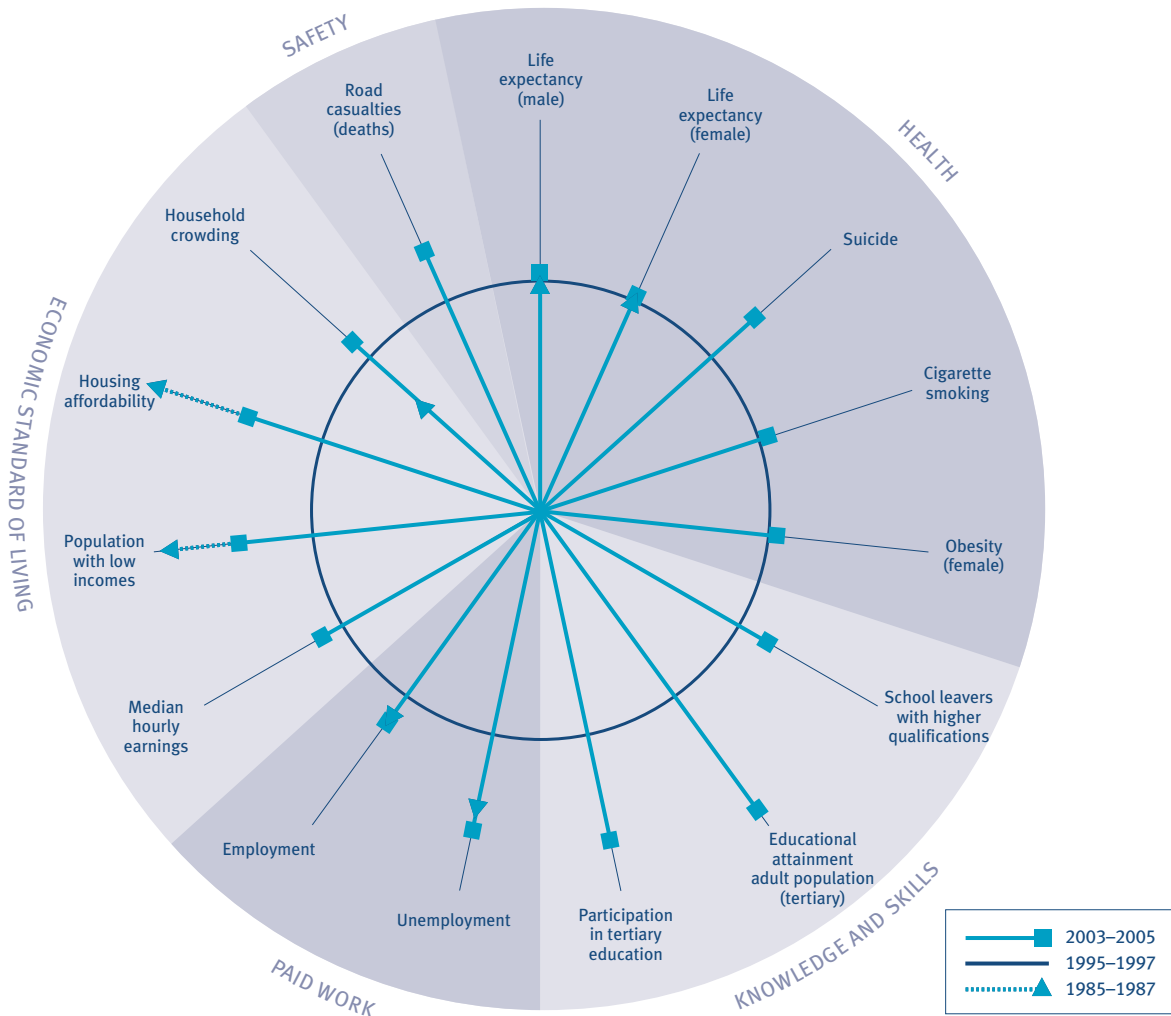 SAFETY
HEALTH
ECONOMIC STANDARD OF LIVING
PAID WORK
KNOWLEDGE AND SKILLS
Life
expectancy
(male)
Life
expectancy
(female)
Suicide
Cigarette
smoking
Obesity
(female)
School leavers
with higher
qualifications
Educational
attainment
adult population
(tertiary)
Participation
in tertiary
education
Unemployment
Employment
Median
hourly
earnings
Population
with low
incomes
Housing
affordability
Household
crowding
Road
casualties
(deaths)
2003–2005
1995–1997
1985–1987